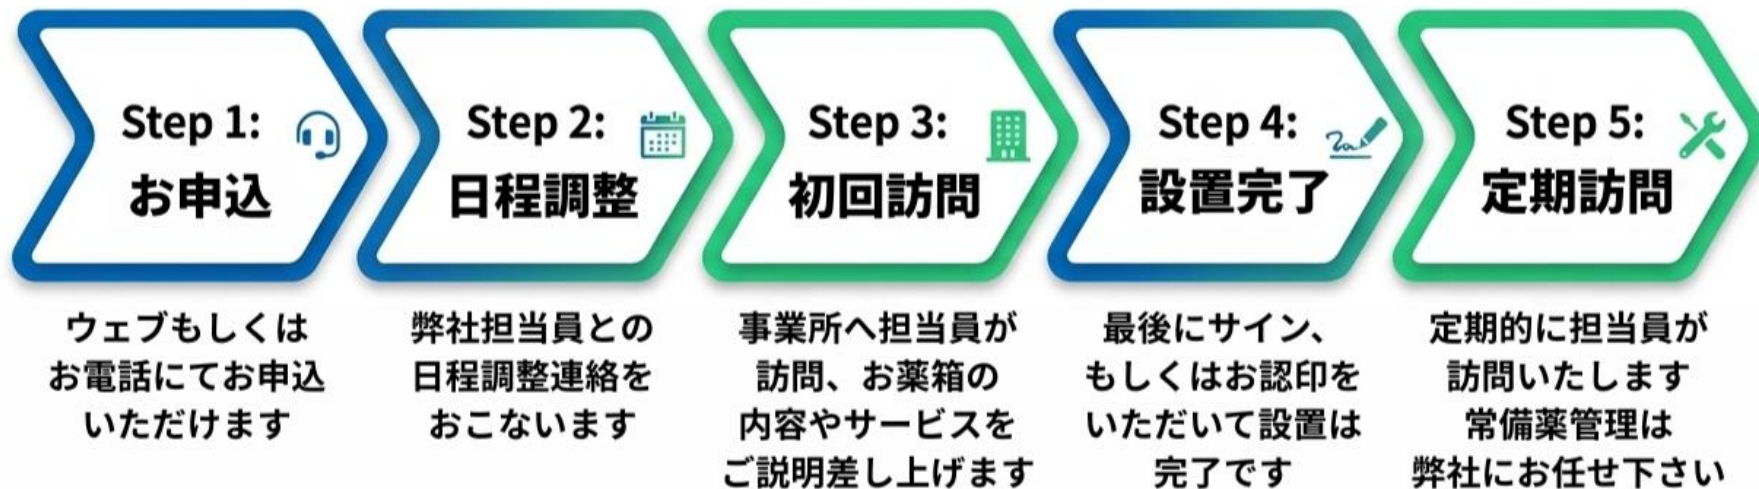 Step 1:
お申込
ウェブもしくは
お電話にてお申込
いただけます
Step 2:
日程調整
弊社担当員との
日程調整連絡を
おこないます
Step 3:
初回訪問
事業所へ担当員が
訪問、お薬箱の
内容やサービスを
ご説明差し上げます
Step 4:
設置完了
最後にサイン、
もしくはお認印を
いただいて設置は
完了です
Step 5:
定期訪問
定期的に担当員が
訪問いたします
常備薬管理は
弊社にお任せ下さい